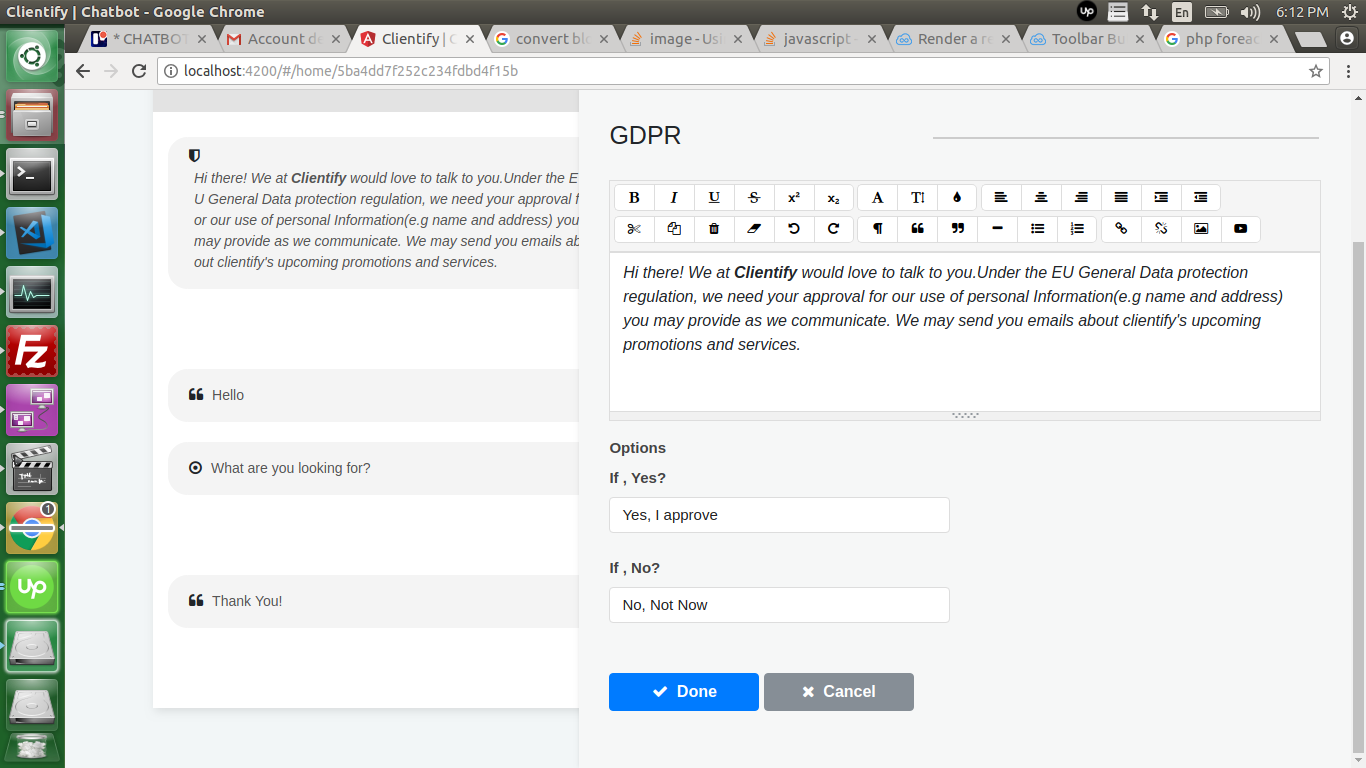 Clientify | Chatbot - Google Chrome
Up
En
6:12 PM
* CHATBOT
Account de
Clientify | C
convert blo
image - Usi
javascript -
Render a re
Toolbar Bu
php foreac
localhost:4200/#/home/5ba4dd7f252c234fdbd4f15b
GDPR
Hi there! We at Clientify would love to talk to you.Under the E
U General Data protection regulation, we need your approval f
or our use of personal Information(e.g name and address) you
may provide as we communicate. We may send you emails ab
out clientify's upcoming promotions and services.
Hello
What are you looking for?
Thank You!
B I U S x² x₂ A T
Hi there! We at Clientify would love to talk to you.Under the EU General Data protection
regulation, we need your approval for our use of personal Information(e.g name and address)
you may provide as we communicate. We may send you emails about clientify's upcoming
promotions and services.
Options
If , Yes?
Yes, I approve
If , No?
No, Not Now
Done
Cancel
Fz
1
Up